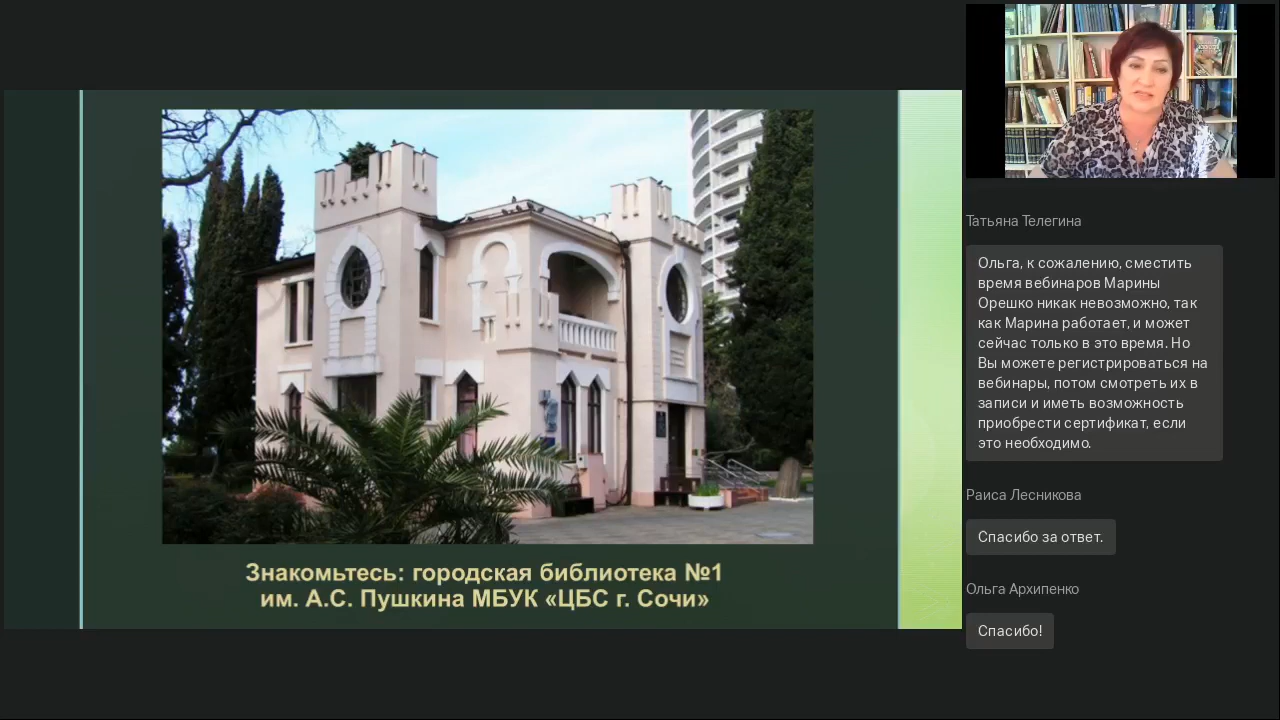 Знакомьтесь: городская библиотека №1
им. А.С. Пушкина МБУК «ЦБС г. Сочи»
Татьяна Телегина
Ольга, к сожалению, сместить
время вебинаров Марины
Орешко никак невозможно, так
как Марина работает, и может
сейчас только в это время. Но
Вы можете регистрироваться на
вебинары, потом смотреть их в
записи и иметь возможность
приобрести сертификат, если
это необходимо.
Раиса Лесникова
Спасибо за ответ.
Ольга Архипенко
Спасибо!